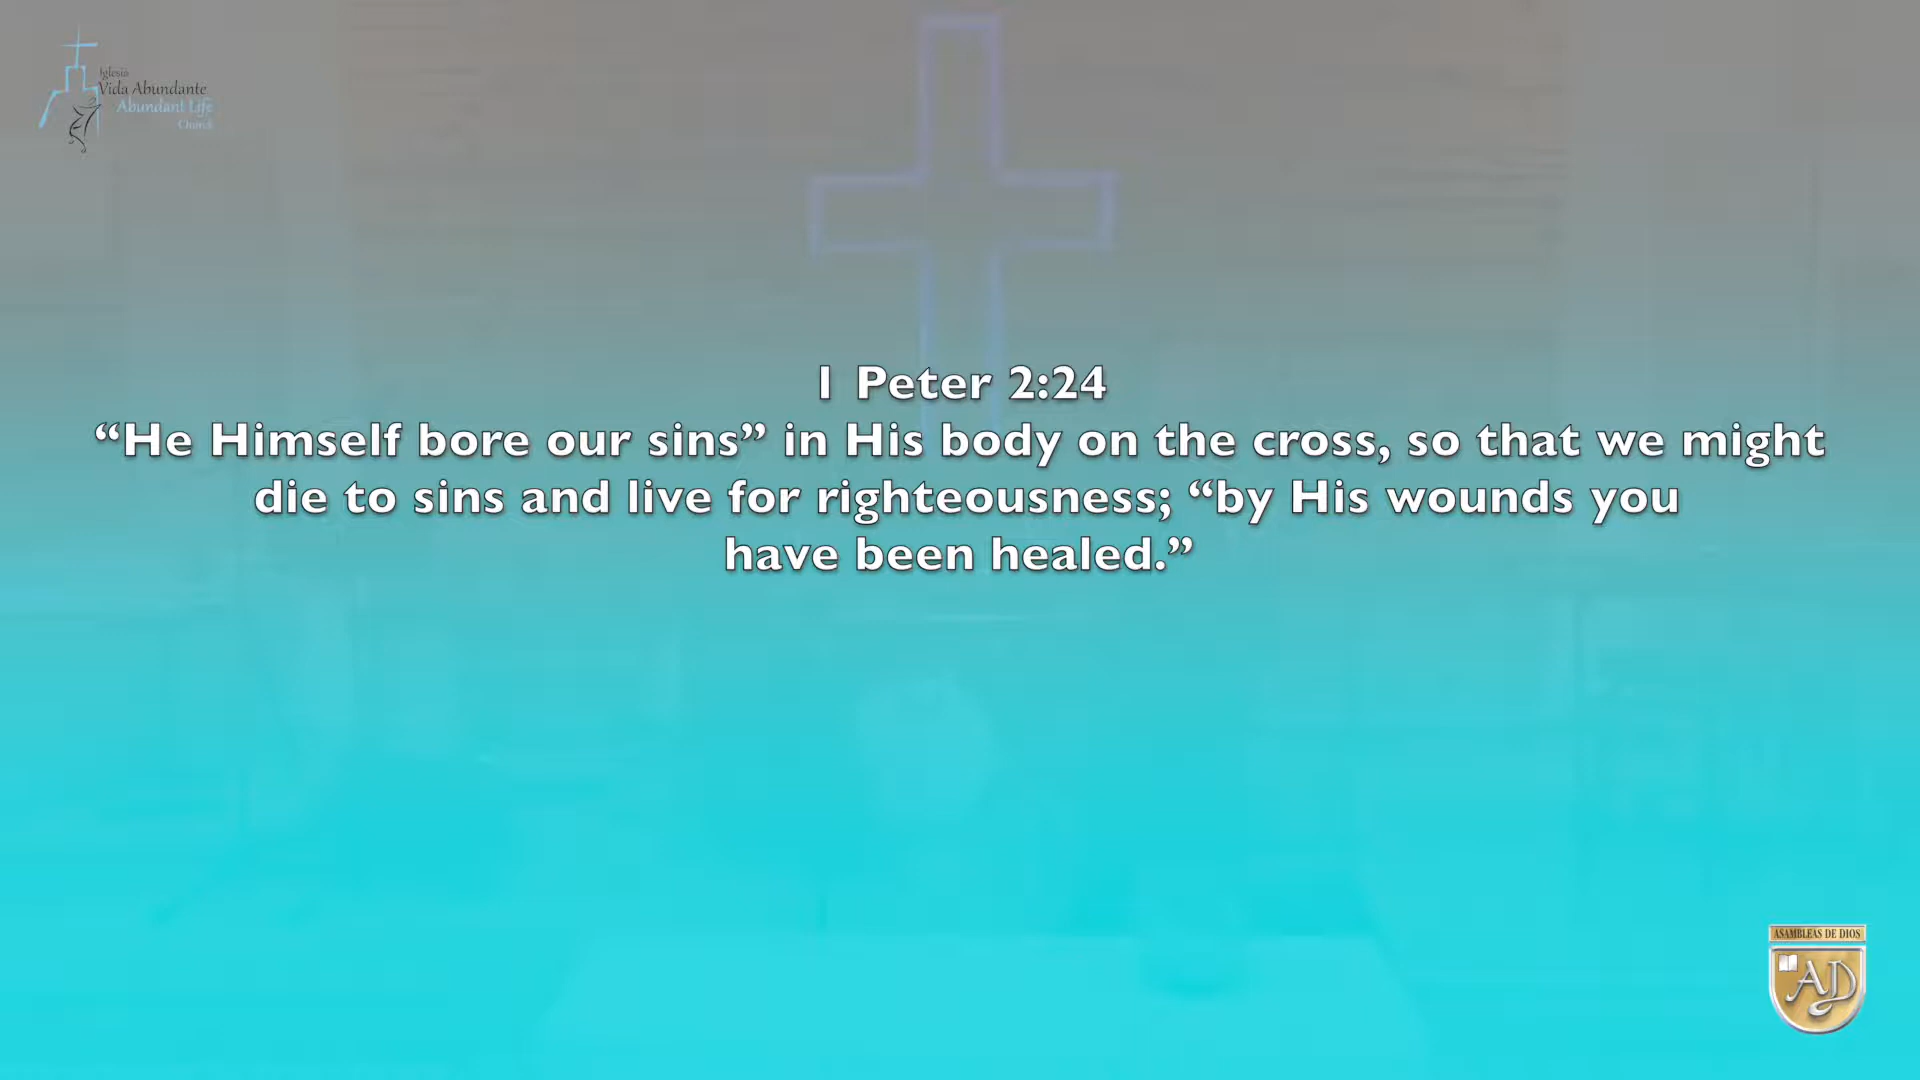 Iglesia
Vida Abundante
Abundant Life
Church
1 Peter 2:24
“He Himself bore our sins” in His body on the cross, so that we might
die to sins and live for righteousness; “by His wounds you
have been healed.”
ASAMBLEAS DE DIOS
AD